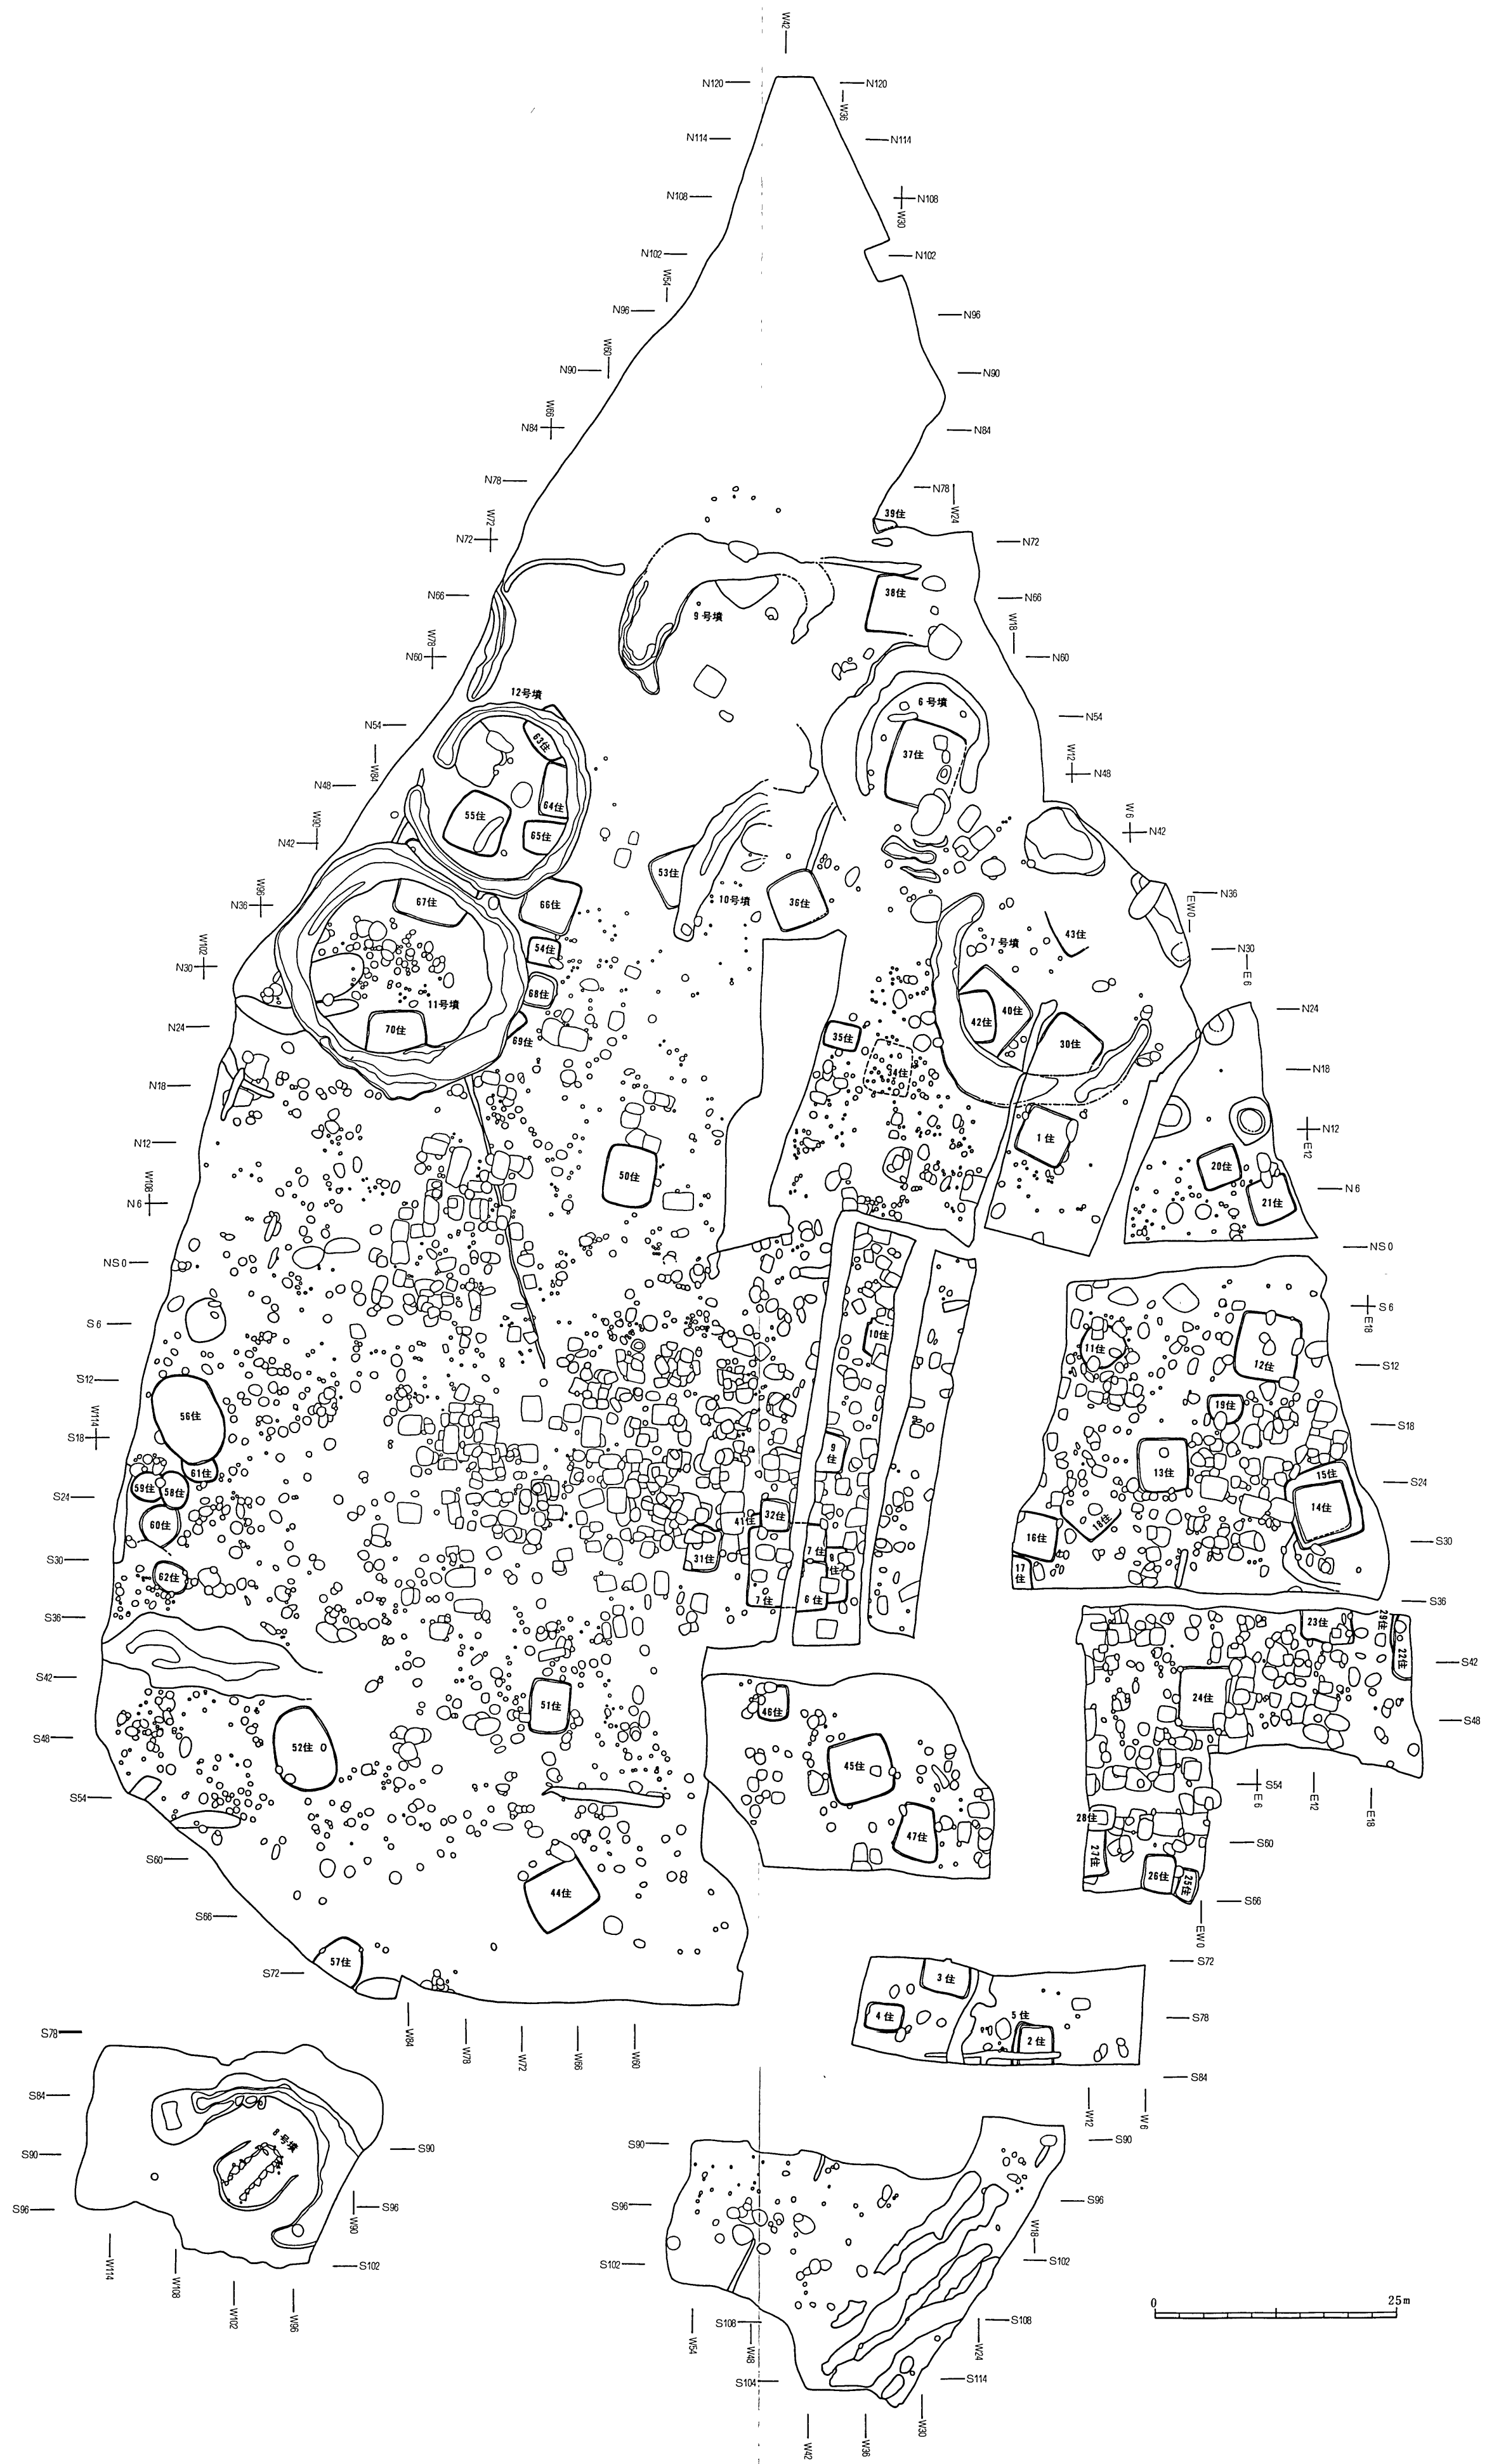 W42
N120
N120
W36
N114
N114
N108
N108
W30
N102
N102
W54
N96
N96
W60
N90
N90
W66
N84
N84
N78
N78
W24
39住
W72
N72
N72
N66
38住
N66
9号墳
W18
W78
N60
N60
12号墳
6号墳
N54
N54
63住
37住
W84
W12
N48
N48
64住
55住
65住
W90
W6
N42
N42
53住
N36
W96
N36
67住
66住
10号墳
36住
EW0
43住
7号墳
W102
54住
N30
N30
E6
68住
11号墳
40住
N24
42住
N24
70住
69住
35住
30住
34住
N18
N18
N12
N12
1住
E12
50住
20住
W108
N6
N6
21住
NS0
NS0
S6
S6
E18
10住
11住
12住
S12
S12
W114
56住
19住
S18
S18
9住
61住
13住
15住
S24
59住
58住
S24
14住
32住
41住
60住
18住
16住
S30
31住
7住
8住
S30
62住
17住
7住
6住
S36
S36
23住
29住
22住
S42
S42
51住
46住
24住
S48
S48
52住
45住
S54
S54
E6
E12
E18
28住
47住
S60
S60
27住
26住
25住
44住
S66
S66
EW0
57住
S72
S72
3住
4住
5住
2住
S78
S78
W84
W78
W72
W66
W60
S84
S84
W12
W6
8号墳
S90
S90
S90
S90
S96
S96
S96
S96
W90
W18
S102
S102
S102
W114
W108
W102
W96
0
25m
S108
S108
W54
W48
W24
S104
S114
W30
W42
W36